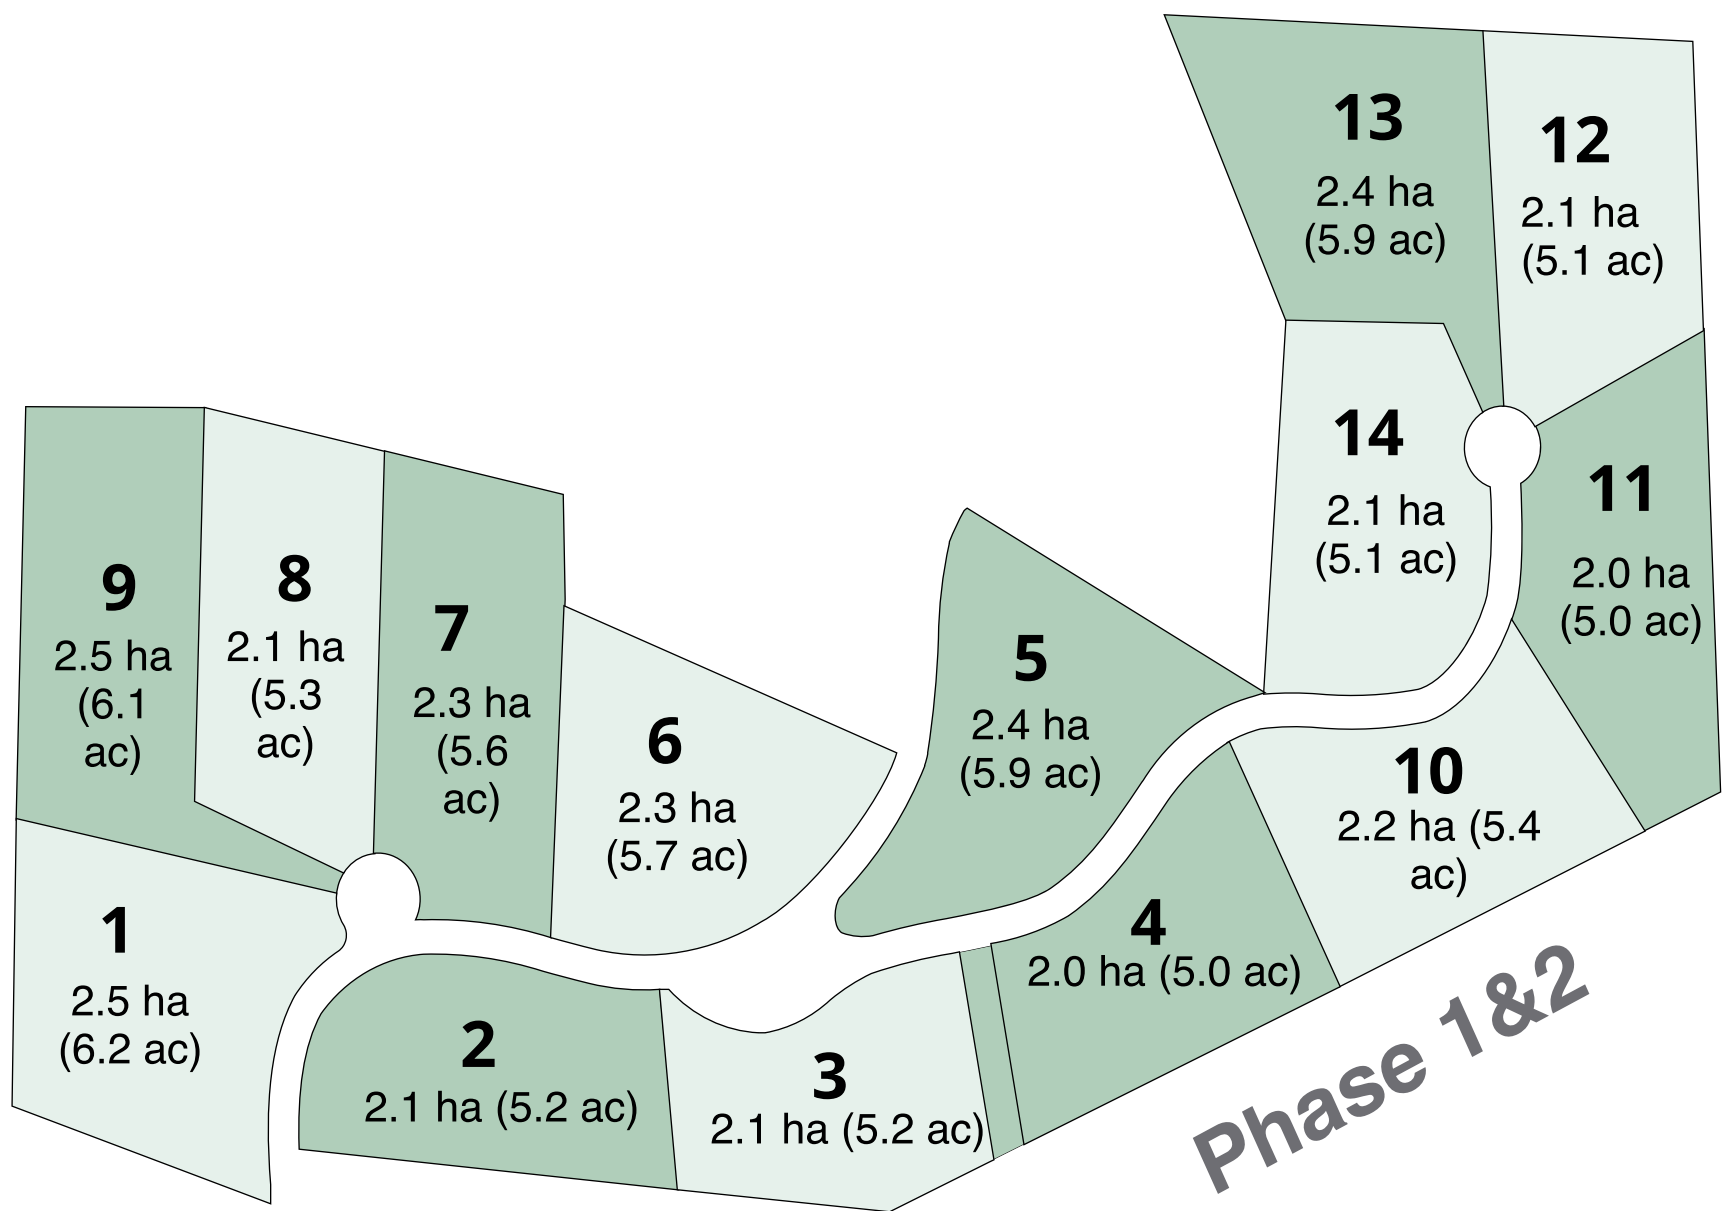 13
2.4 ha
(5.9 ac)
12
2.1 ha
(5.1 ac)
14
2.1 ha
(5.1 ac)
11
2.0 ha
(5.0 ac)
9
2.5 ha
(6.1
ac)
8
2.1 ha
(5.3
ac)
7
2.3 ha
(5.6
ac)
6
2.3 ha
(5.7 ac)
5
2.4 ha
(5.9 ac)
10
2.2 ha (5.4
ac)
1
2.5 ha
(6.2 ac)
2
2.1 ha (5.2 ac)
3
2.1 ha (5.2 ac)
4
2.0 ha (5.0 ac)
Phase 1&2